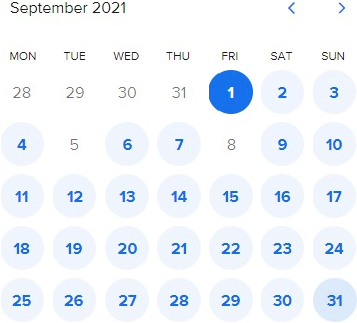 September 2021
MON TUE WED THU FRI SAT SUN
28 29 30 31 1 2 3
4 5 6 7 8 9 10
11 12 13 14 15 16 17
18 19 20 21 22 23 24
25 26 27 28 29 30 31